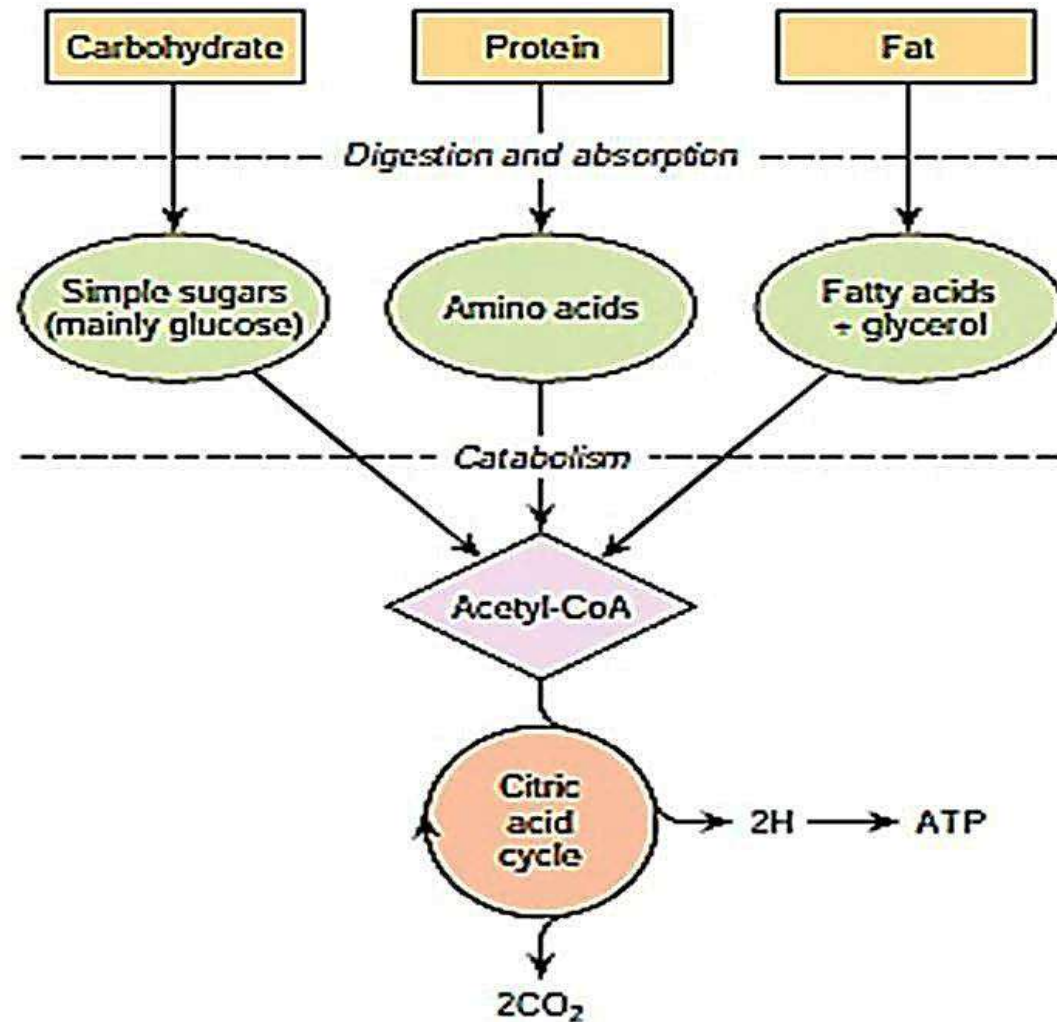 Carbohydrate
Protein
Fat
Digestion and absorption
Simple sugars
(mainly glucose)
Amino acids
Fatty acids
+ glycerol
Catabolism
Acetyl-CoA
Citric
acid
cycle
2H
ATP
2CO₂